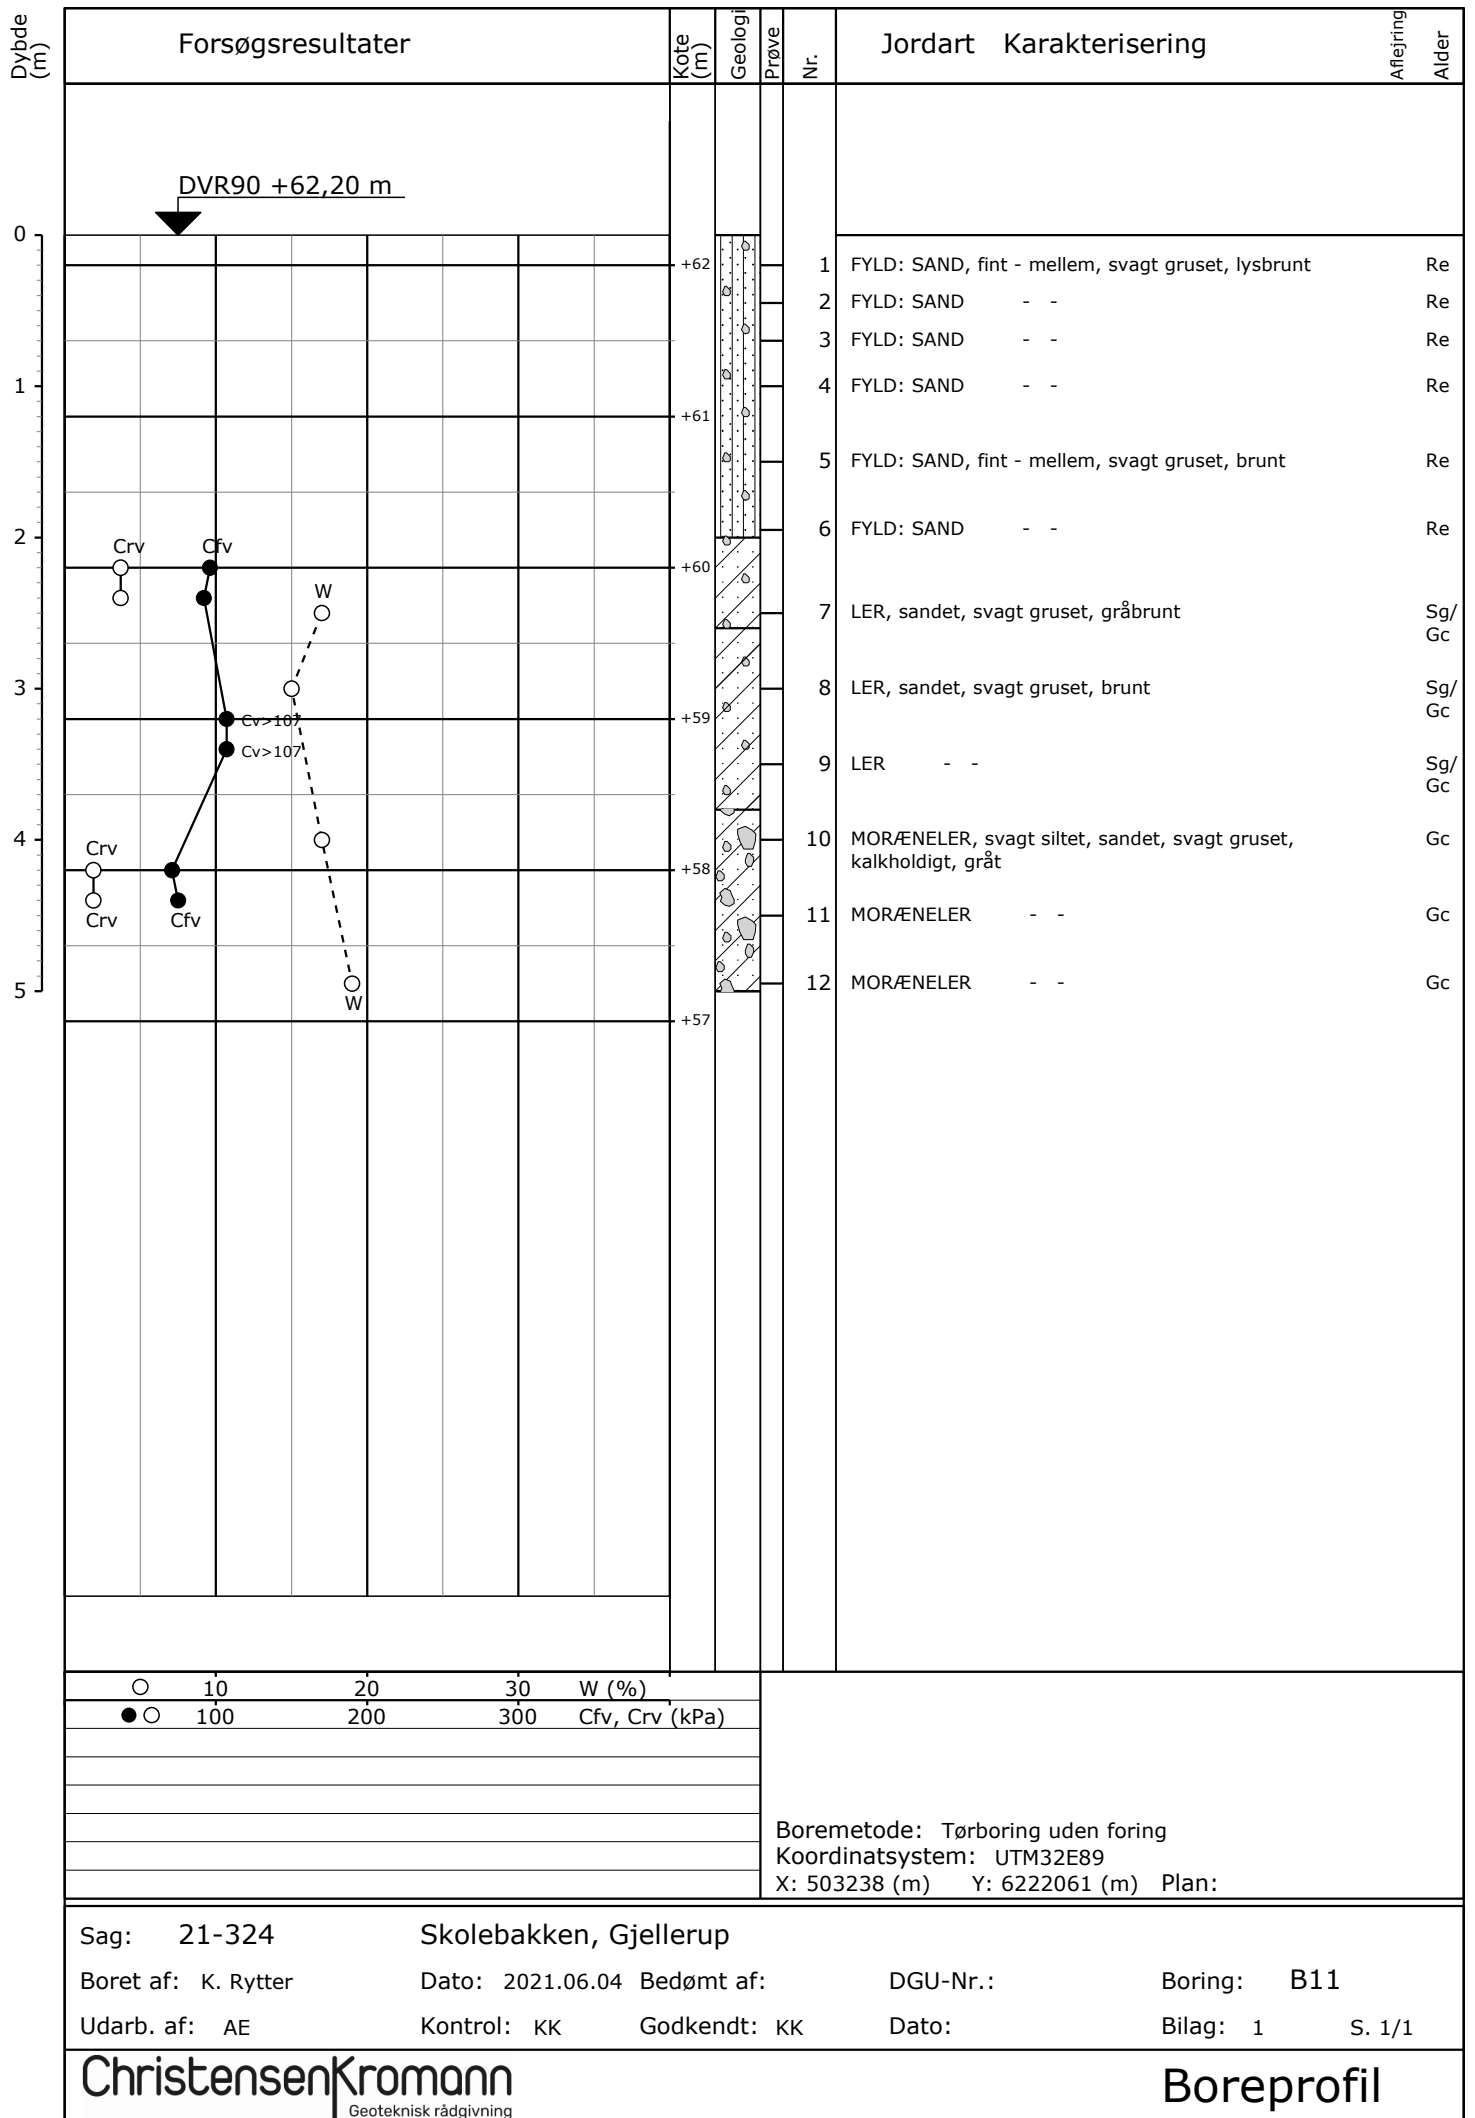 Dybde (m) Forsøgsresultater Kote (m) Geologi Prøve Nr. Jordart Karakterisering Aflejring Alder
DVR90 +62,20 m
0
+62 1 FYLD: SAND, fint - mellem, svagt gruset, lysbrunt Re
2 FYLD: SAND - - Re
3 FYLD: SAND - - Re
1 4 FYLD: SAND - - Re
+61
5 FYLD: SAND, fint - mellem, svagt gruset, brunt Re
2 6 FYLD: SAND - - Re
Crv Cfv
+60
W
7 LER, sandet, svagt gruset, gråbrunt Sg/
Gc
3 8 LER, sandet, svagt gruset, brunt Sg/
Gc
Cv>107 +59
Cv>107
9 LER - - Sg/
Gc
4 10 MORÆNELER, svagt siltet, sandet, svagt gruset, Gc
Crv kalkholdigt, gråt
+58
Crv Cfv 11 MORÆNELER - - Gc
5 12 MORÆNELER - - Gc
W
+57
10 20 30 W (%)
100 200 300 Cfv, Crv (kPa)
Boremetode: Tørboring uden foring
Koordinatsystem: UTM32E89
X: 503238 (m) Y: 6222061 (m) Plan:
Sag: 21-324 Skolebakken, Gjellerup
Boret af: K. Rytter Dato: 2021.06.04 Bedømt af: DGU-Nr.: Boring: B11
Udarb. af: AE Kontrol: KK Godkendt: KK Dato: Bilag: 1 S. 1/1
ChristensenKromann
Geoteknisk rådgivning
Boreprofil